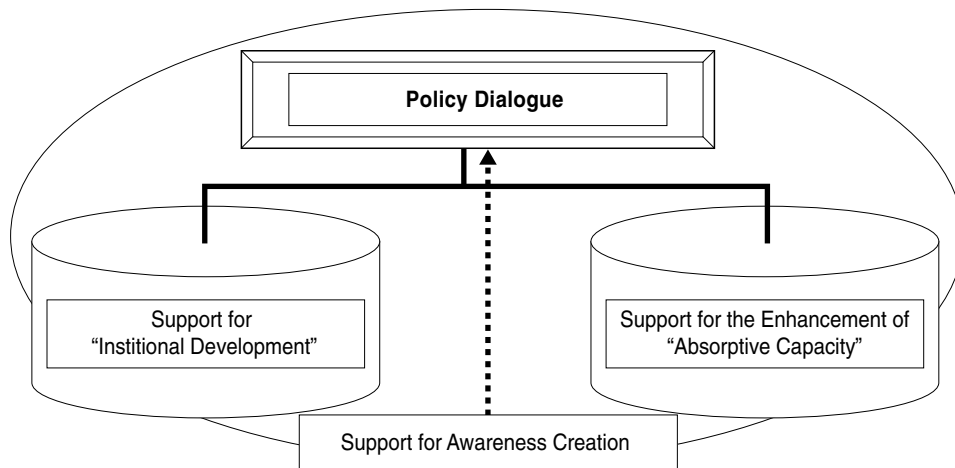 Policy Dialogue
Support for
“Institional Development”
Support for the Enhancement of
“Absorptive Capacity”
Support for Awareness Creation